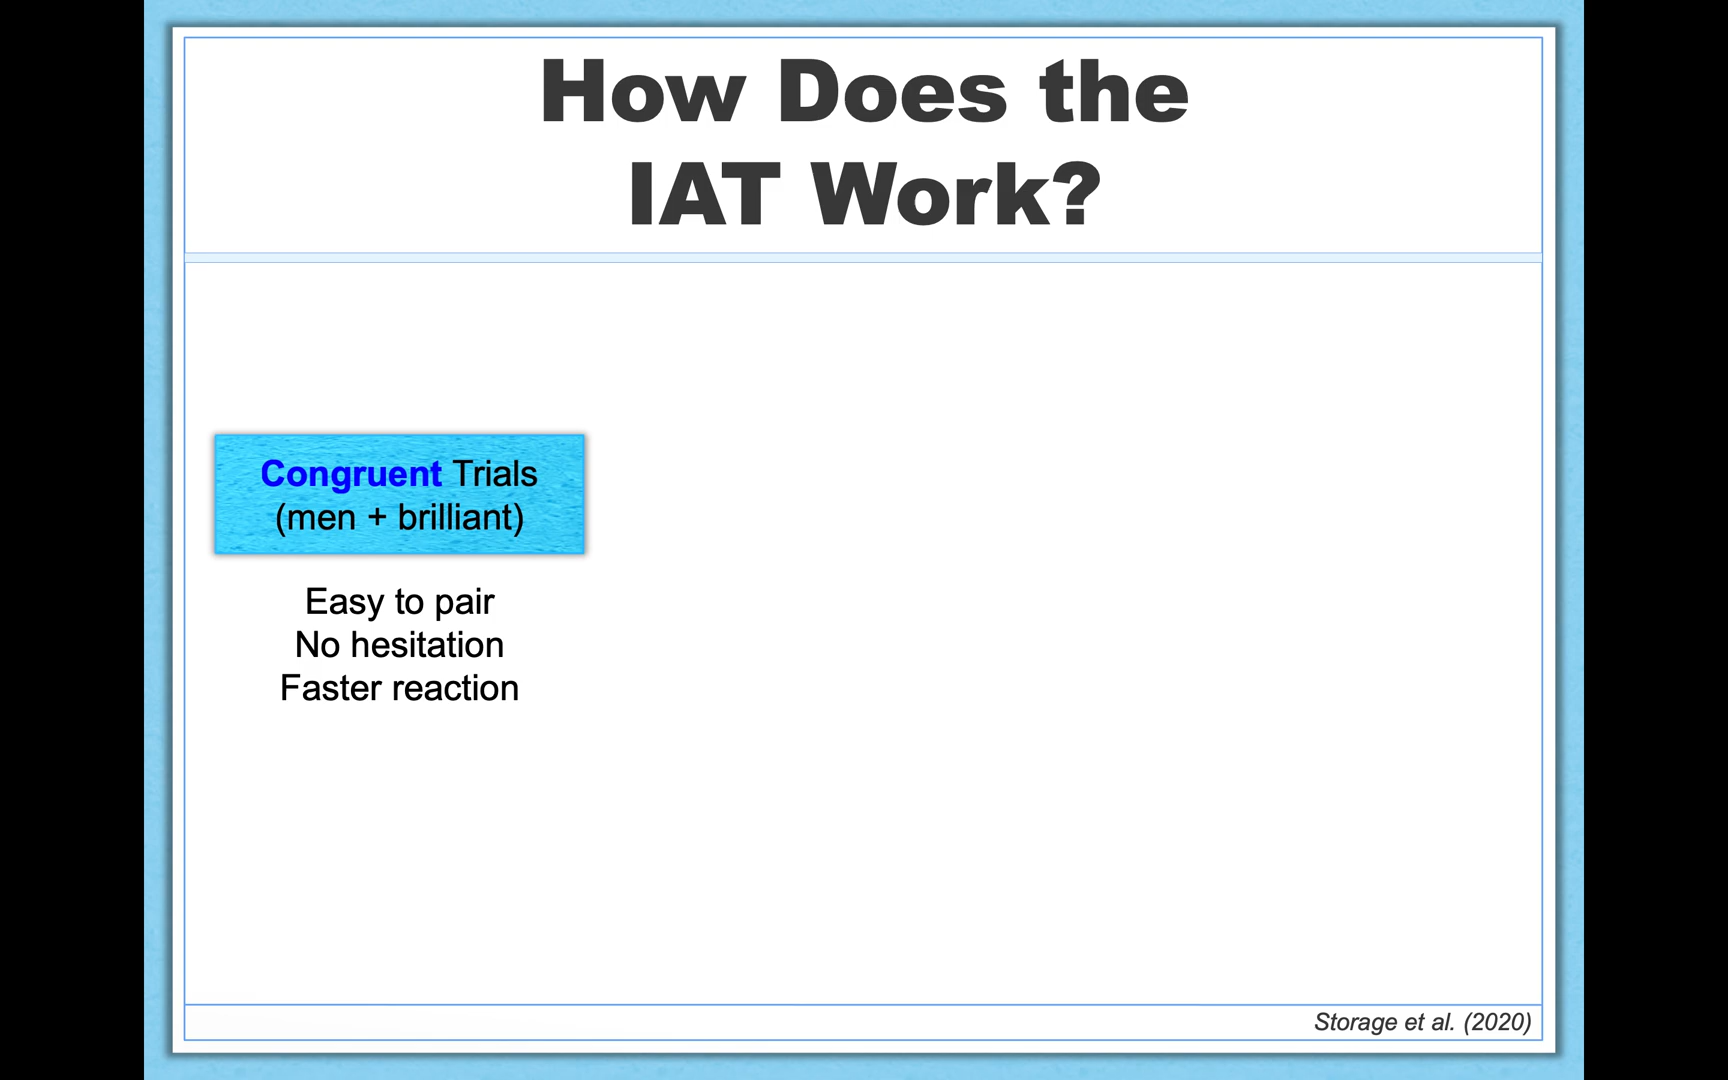 How Does the
IAT Work?
Congruent Trials
(men + brilliant)
Easy to pair
No hesitation
Faster reaction
Storage et al. (2020)